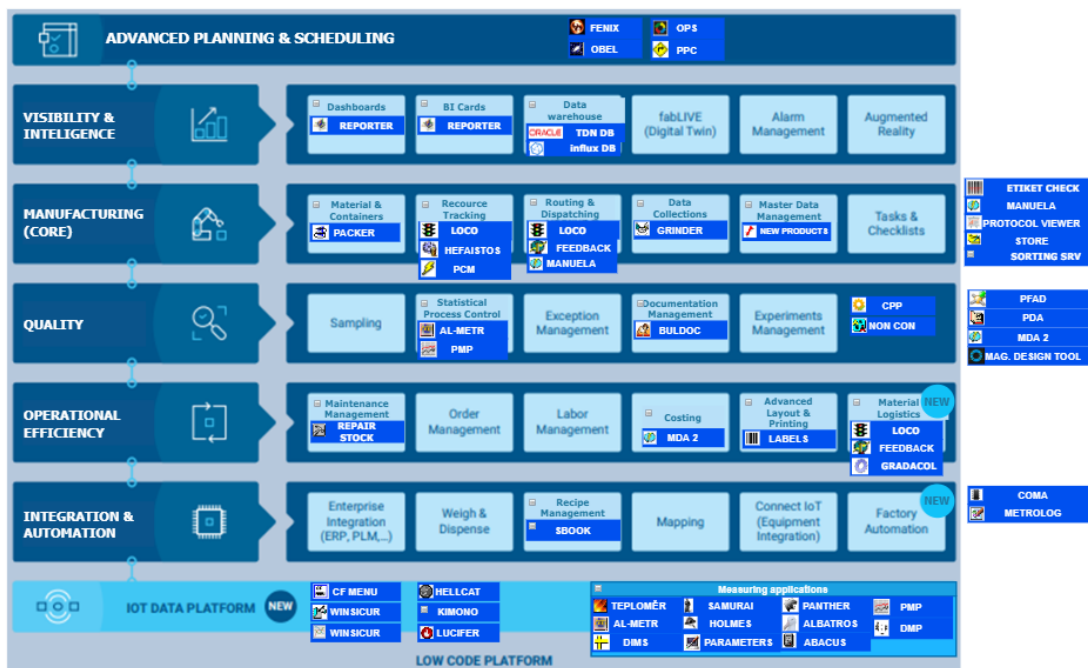 ADVANCED PLANNING & SCHEDULING
FENIX
OPS
OBEL
PPC
VISIBILITY &
INTELIGENCE
Dashboards
REPORTER
BI Cards
REPORTER
Data
warehouse
ORACLE TDN DB
influx DB
fabLIVE
(Digital Twin)
Alarm
Management
Augmented
Reality
MANUFACTURING
(CORE)
Material &
Containers
PACKER
Recource
Tracking
LOCO
HEFAISTOS
PCM
Routing &
Dispatching
LOCO
FEEDBACK
MANUELA
Data
Collections
GRINDER
Master Data
Management
NEW PRODUCTS
Tasks &
Checklists
ETIKET CHECK
MANUELA
PROTOCOL VIEWER
STORE
SORTING SRV
QUALITY
Sampling
Statistical
Process Control
AL-METR
PMP
Exception
Management
Documentation
Management
BULDOC
Experiments
Management
CPP
NON CON
PFAD
PDA
MDA 2
MAG. DESIGN TOOL
OPERATIONAL
EFFICIENCY
Maintenance
Management
REPAIR
STOCK
Order
Management
Labor
Management
Costing
MDA 2
Advanced
Layout &
Printing
LABELS
NEW
Material
Logistics
LOCO
FEEDBACK
GRADACOL
INTEGRATION &
AUTOMATION
Enterprise
Integration
(ERP, PLM,...)
Weigh &
Dispense
Recipe
Management
SBOOK
Mapping
Connect IoT
(Equipment
Integration)
NEW
Factory
Automation
COMA
METROLOG
IOT DATA PLATFORM
NEW
CF MENU
WINSICUR
WINSICUR
HELLCAT
KIMONO
LUCIFER
Measuring applications
TEPLOMĚR
SAMURAI
PANTHER
PMP
AL-METR
HOLMES
ALBATROS
DMP
DIMS
PARAMETERS
ABACUS
LOW CODE PLATFORM